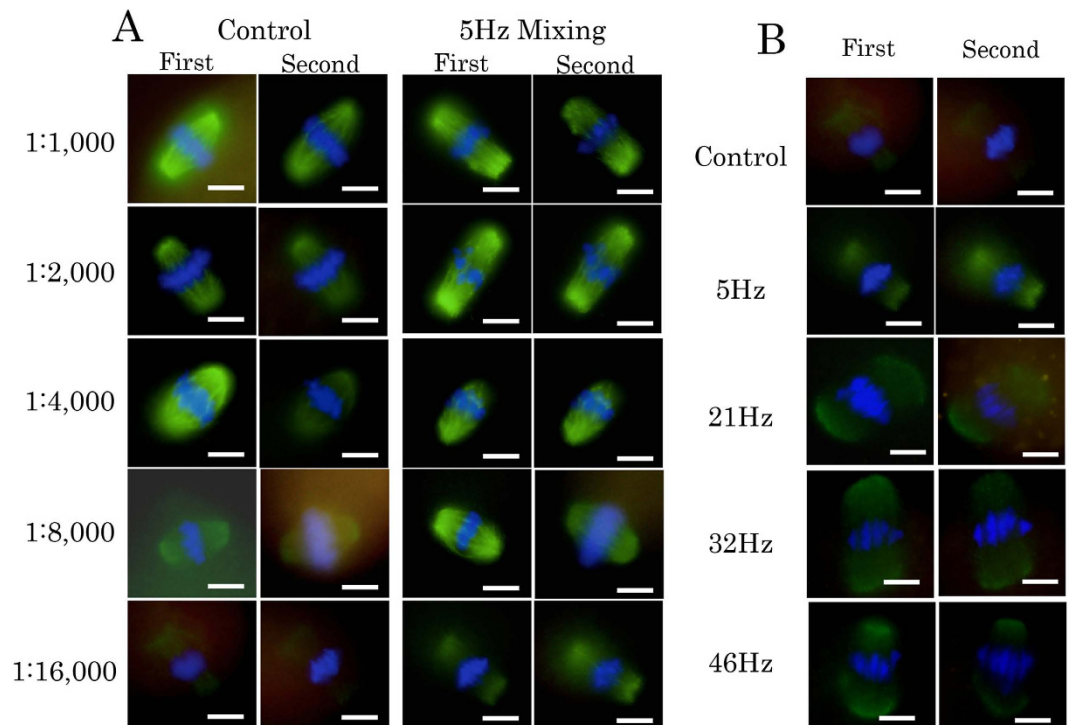 A
Control 5Hz Mixing
First Second First Second
1:1,000
1:2,000
1:4,000
1:8,000
1:16,000
B
First Second
Control
5Hz
21Hz
32Hz
46Hz